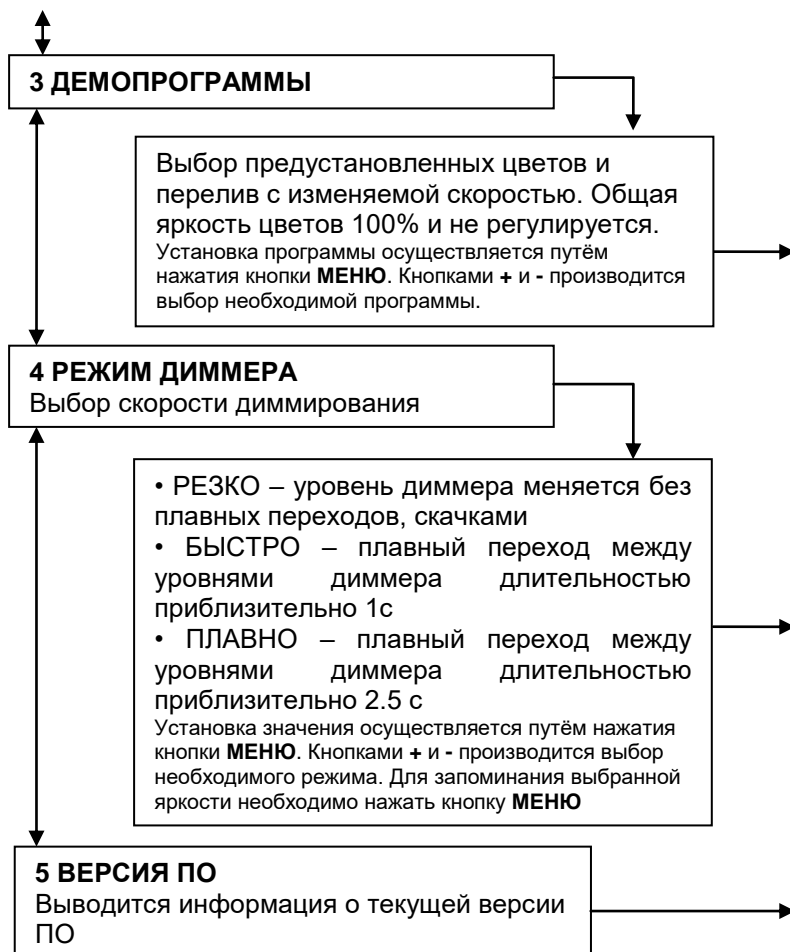 3 ДЕМОПРОГРАММЫ
Выбор предустановленных цветов и
перелив с изменяемой скоростью. Общая
яркость цветов 100% и не регулируется.
Установка программы осуществляется путём
нажатия кнопки МЕНЮ. Кнопками + и - производится
выбор необходимой программы.
4 РЕЖИМ ДИММЕРА
Выбор скорости диммирования
• РЕЗКО – уровень диммера меняется без
плавных переходов, скачками
• БЫСТРО – плавный переход между
уровнями диммера длительностью
приблизительно 1с
• ПЛАВНО – плавный переход между
уровнями диммера длительностью
приблизительно 2.5 с
Установка значения осуществляется путём нажатия
кнопки МЕНЮ. Кнопками + и - производится выбор
необходимого режима. Для запоминания выбранной
яркости необходимо нажать кнопку МЕНЮ
5 ВЕРСИЯ ПО
Выводится информация о текущей версии
ПО